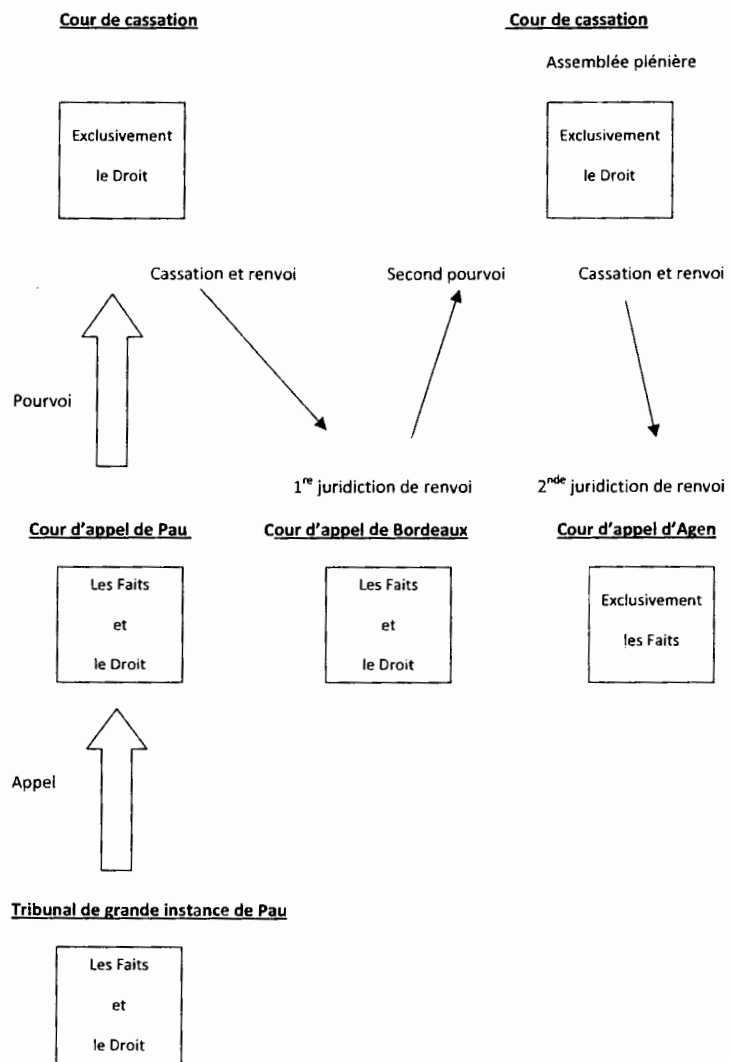 Cour de cassation
Cour de cassation
Assemblée plénière
Exclusivement
le Droit
Exclusivement
le Droit
Cassation et renvoi
Second pourvoi
Cassation et renvoi
Pourvoi
1re juridiction de renvoi
2nde juridiction de renvoi
Cour d'appel de Pau
Cour d'appel de Bordeaux
Cour d'appel d'Agen
Les Faits
et
le Droit
Les Faits
et
le Droit
Exclusivement
les Faits
Appel
Tribunal de grande instance de Pau
Les Faits
et
le Droit